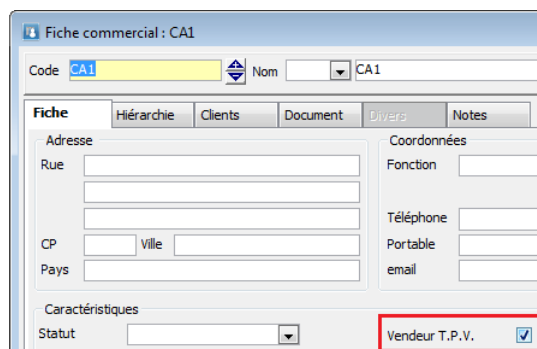 Fiche commercial : CA1
Code CA1 Nom CA1
Fiche Hiérarchie Clients Document Divers Notes
Adresse Coordonnées
Rue Fonction
Téléphone
CP Ville Portable
Pays email
Caractéristiques
Statut Vendeur T.P.V.